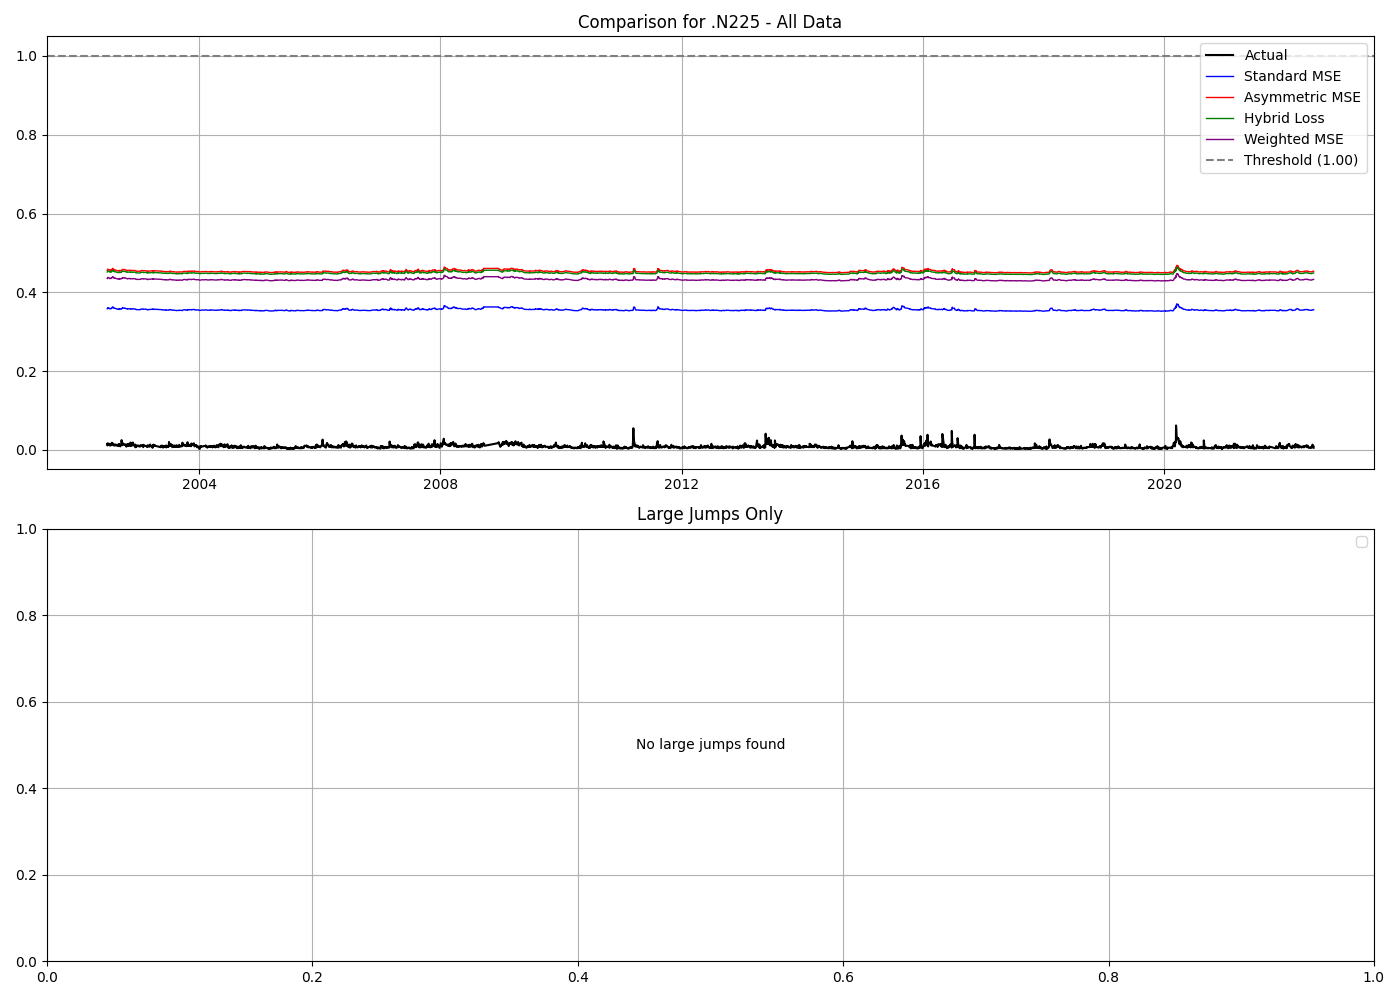 Comparison for .N225 - All Data
1.0
0.8
0.6
0.4
0.2
0.0
Actual
Standard MSE
Asymmetric MSE
Hybrid Loss
Weighted MSE
Threshold (1.00)
2004 2008 2012 2016 2020
Large Jumps Only
1.0
0.8
0.6
0.4
0.2
0.0
No large jumps found
0.0 0.2 0.4 0.6 0.8 1.0